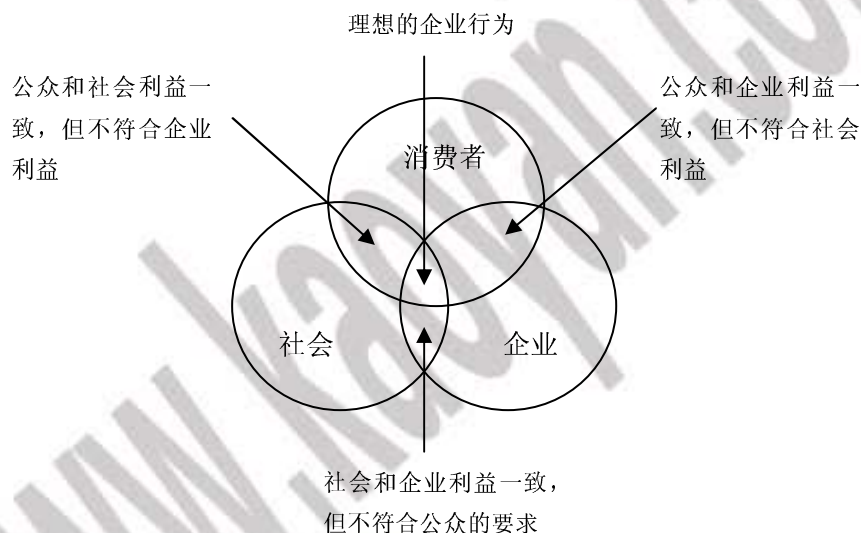 理想的企业行为
公众和社会利益一
致，但不符合企业
利益
公众和企业利益一
致，但不符合社会
利益
消费者
社会
企业
社会和企业利益一致，
但不符合公众的要求
www.kaoyan.com